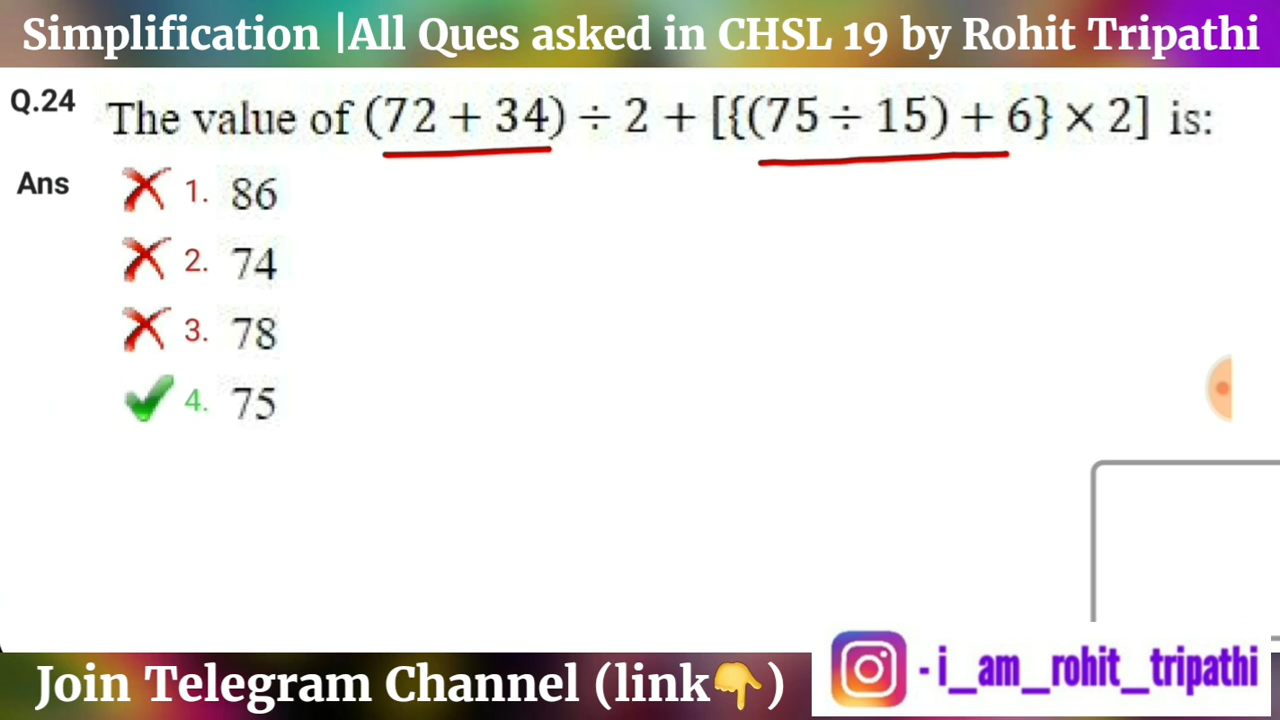 Simplification |All Ques asked in CHSL 19 by Rohit Tripathi
Q.24 The value of (72 + 34) ÷ 2 + [{(75 ÷ 15) + 6} × 2] is:
Ans
1. 86
2. 74
3. 78
4. 75
Join Telegram Channel (link👇)
- i_am_rohit_tripathi